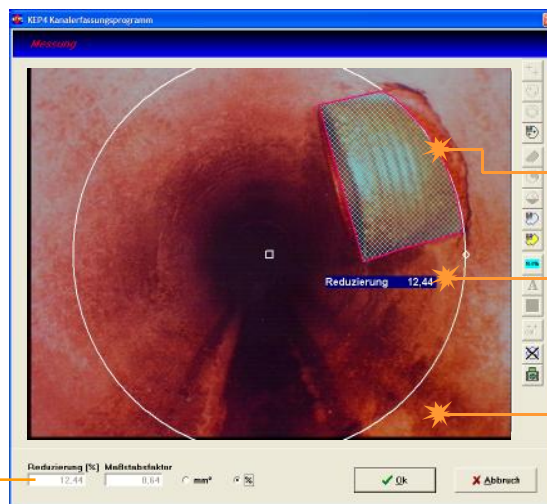 KEP4 Kanalerfassungsprogramm
Messung
Reduzierung 12,44
Reduzierung [%] Maßstabsfaktor
12,44 8,64 mm² %
Ok Abbruch
A